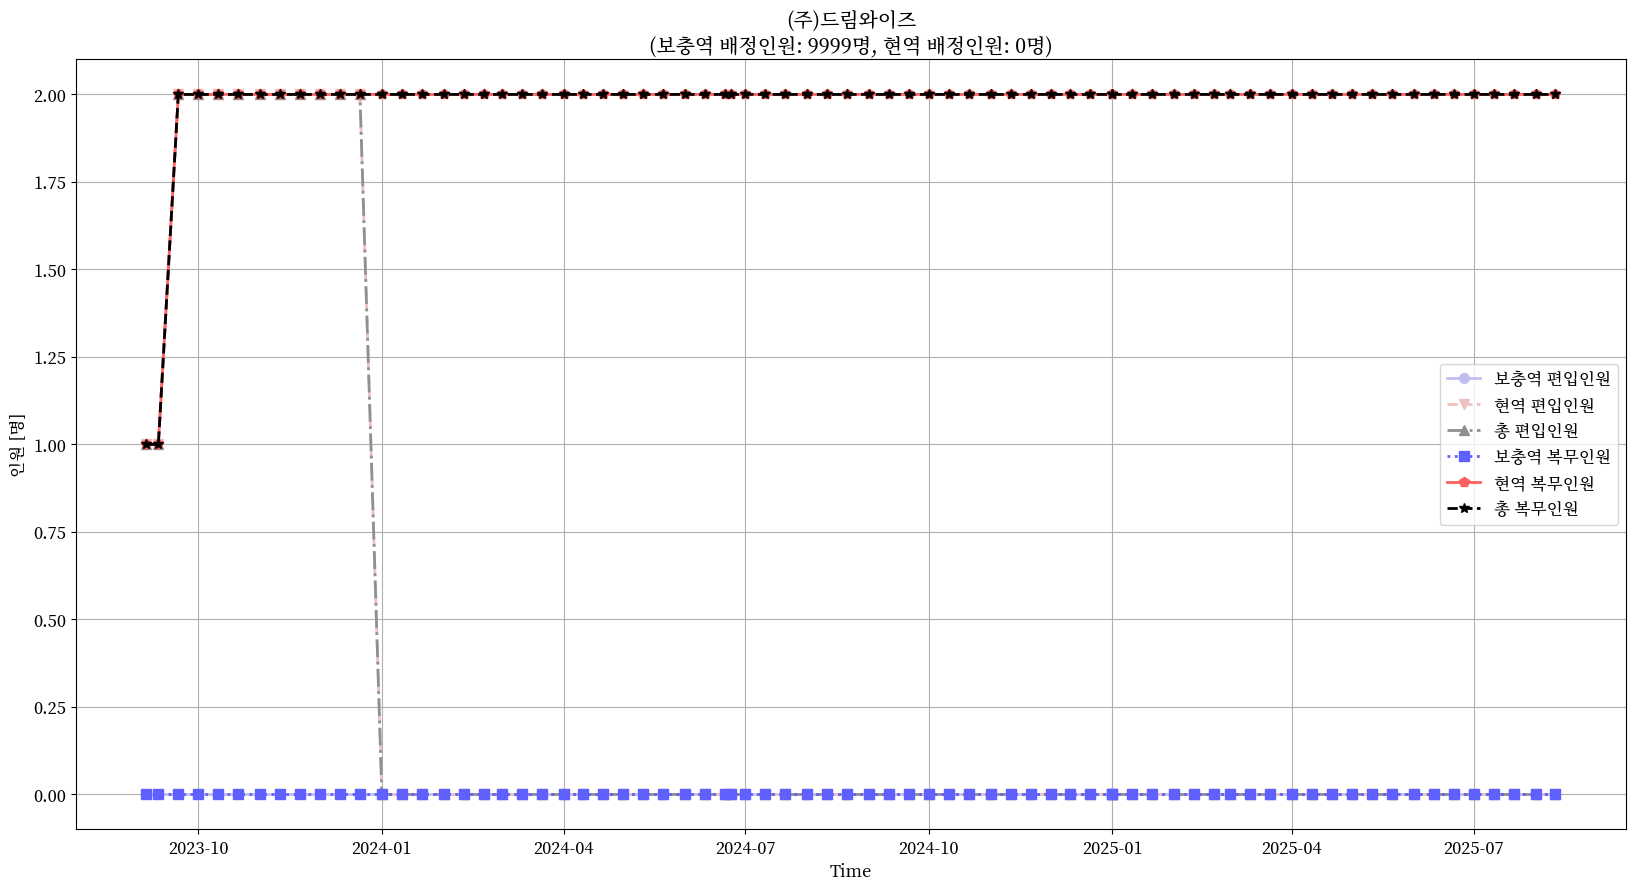 (주)드림와이즈
(보충역 배정인원: 9999명, 현역 배정인원: 0명)
인원 [명]
2.00
1.75
1.50
1.25
1.00
0.75
0.50
0.25
0.00
보충역 편입인원
현역 편입인원
총 편입인원
보충역 복무인원
현역 복무인원
총 복무인원
2023-10 2024-01 2024-04 2024-07 2024-10 2025-01 2025-04 2025-07
Time